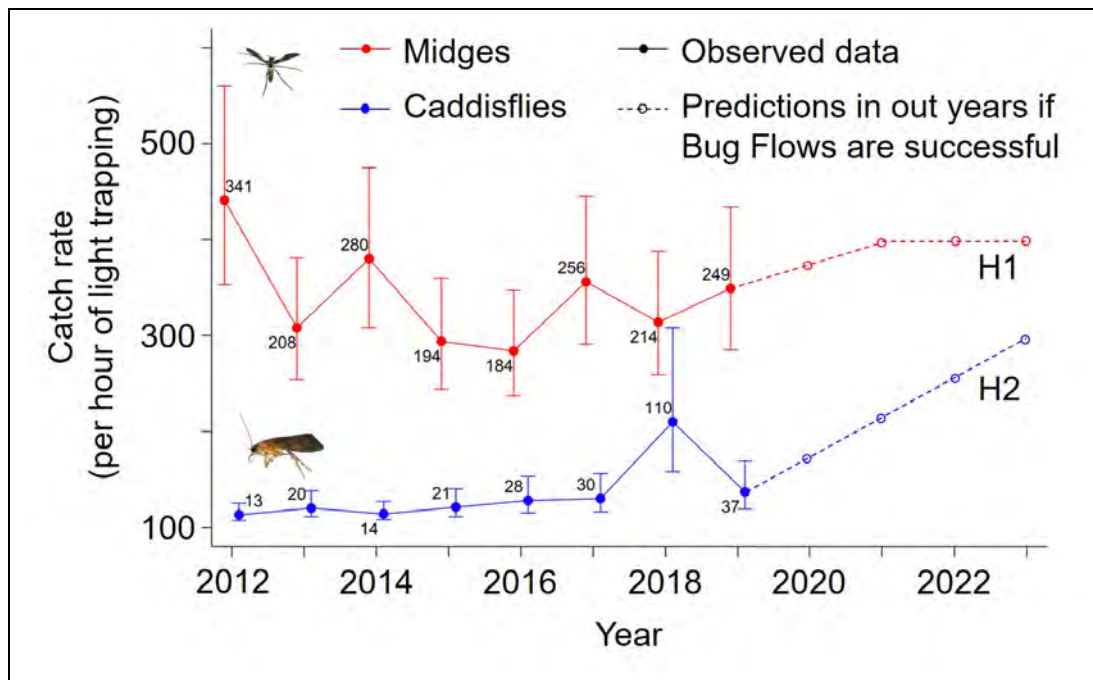 Midges
Caddisflies
Observed data
Predictions in out years if
Bug Flows are successful
Catch rate
(per hour of light trapping)
500
300
100
341
208
280
194
184
256
214
249
H1
13
20
14
21
28
30
110
37
H2
2012
2014
2016
2018
2020
2022
Year